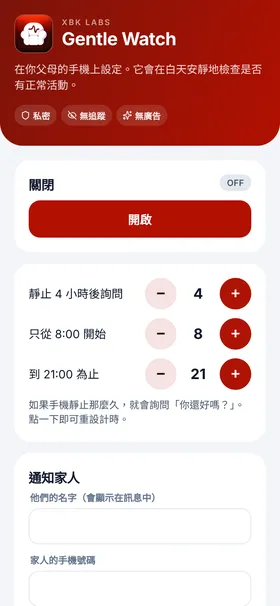 XBK LABS
Gentle Watch
在你父母的手機上設定。它會在白天安靜地檢查是否
有正常活動。
私密
無追蹤
無廣告
關閉
OFF
開啟
靜止 4 小時後詢問
−
4
+
只從 8:00 開始
−
8
+
到 21:00 為止
−
21
+
如果手機靜止那麼久，就會詢問「你還好嗎？」。
點一下即可重設計時。
通知家人
他們的名字（會顯示在訊息中）
家人的手機號碼